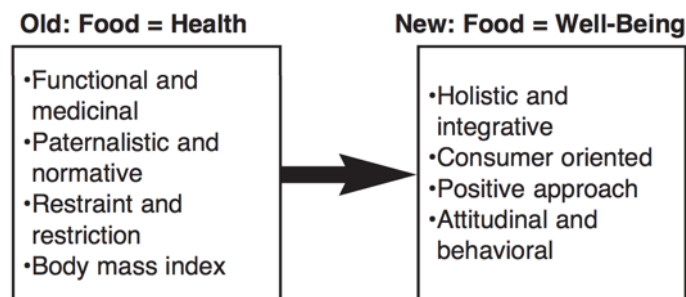 Old: Food = Health
•Functional and
medicinal
•Paternalistic and
normative
•Restraint and
restriction
•Body mass index
New: Food = Well-Being
•Holistic and
integrative
•Consumer oriented
•Positive approach
•Attitudinal and
behavioral